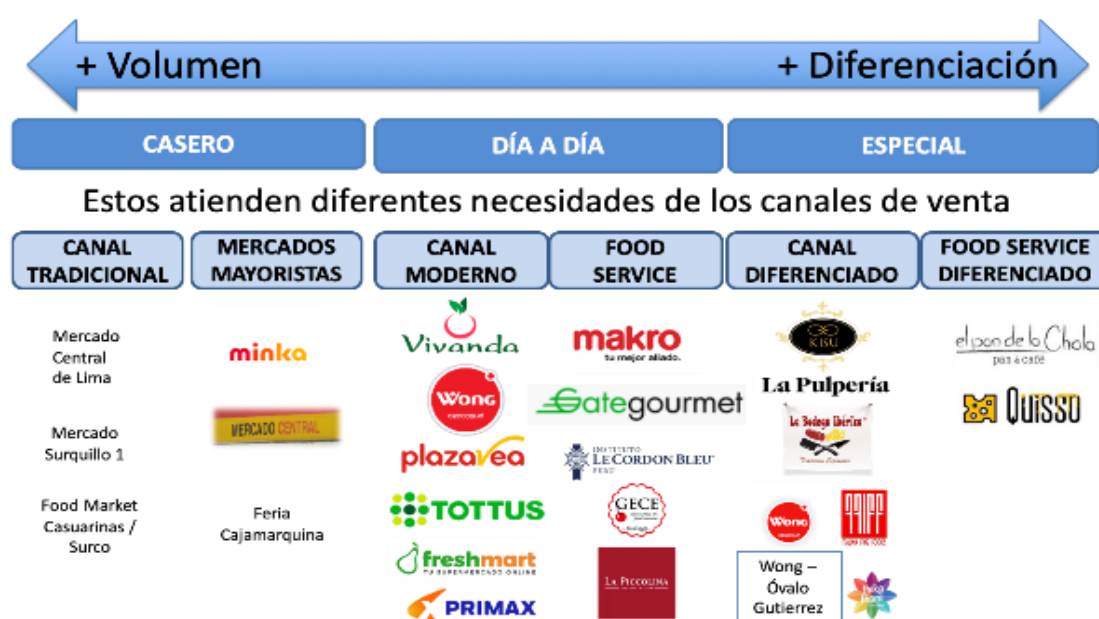 + Volumen
+ Diferenciación
CASERO
DÍA A DÍA
ESPECIAL
Estos atienden diferentes necesidades de los canales de venta
CANAL
TRADICIONAL
MERCADOS
MAYORISTAS
CANAL
MODERNO
FOOD
SERVICE
CANAL
DIFERENCIADO
FOOD SERVICE
DIFERENCIADO
Mercado
Central
de Lima
Mercado
Surquillo 1
Food Market
Casuarinas /
Surco
minka
MERCADO CENTRAL
Feria
Cajamarquina
Vivanda
Wong
cencosud
plazavea
TOTTUS
freshmart
TU SUPERMERCADO ONLINE
PRIMAX
makro
tu mejor aliado.
Gategourmet
INSTITUTO
LE CORDON BLEU
PERÚ
GECE
LA PICCOLINA
KISU
La Pulpería
La Bodega Ibérica
Wong
Wong –
Óvalo
Gutierrez
el pan de la Chola
pan & café
Quisso